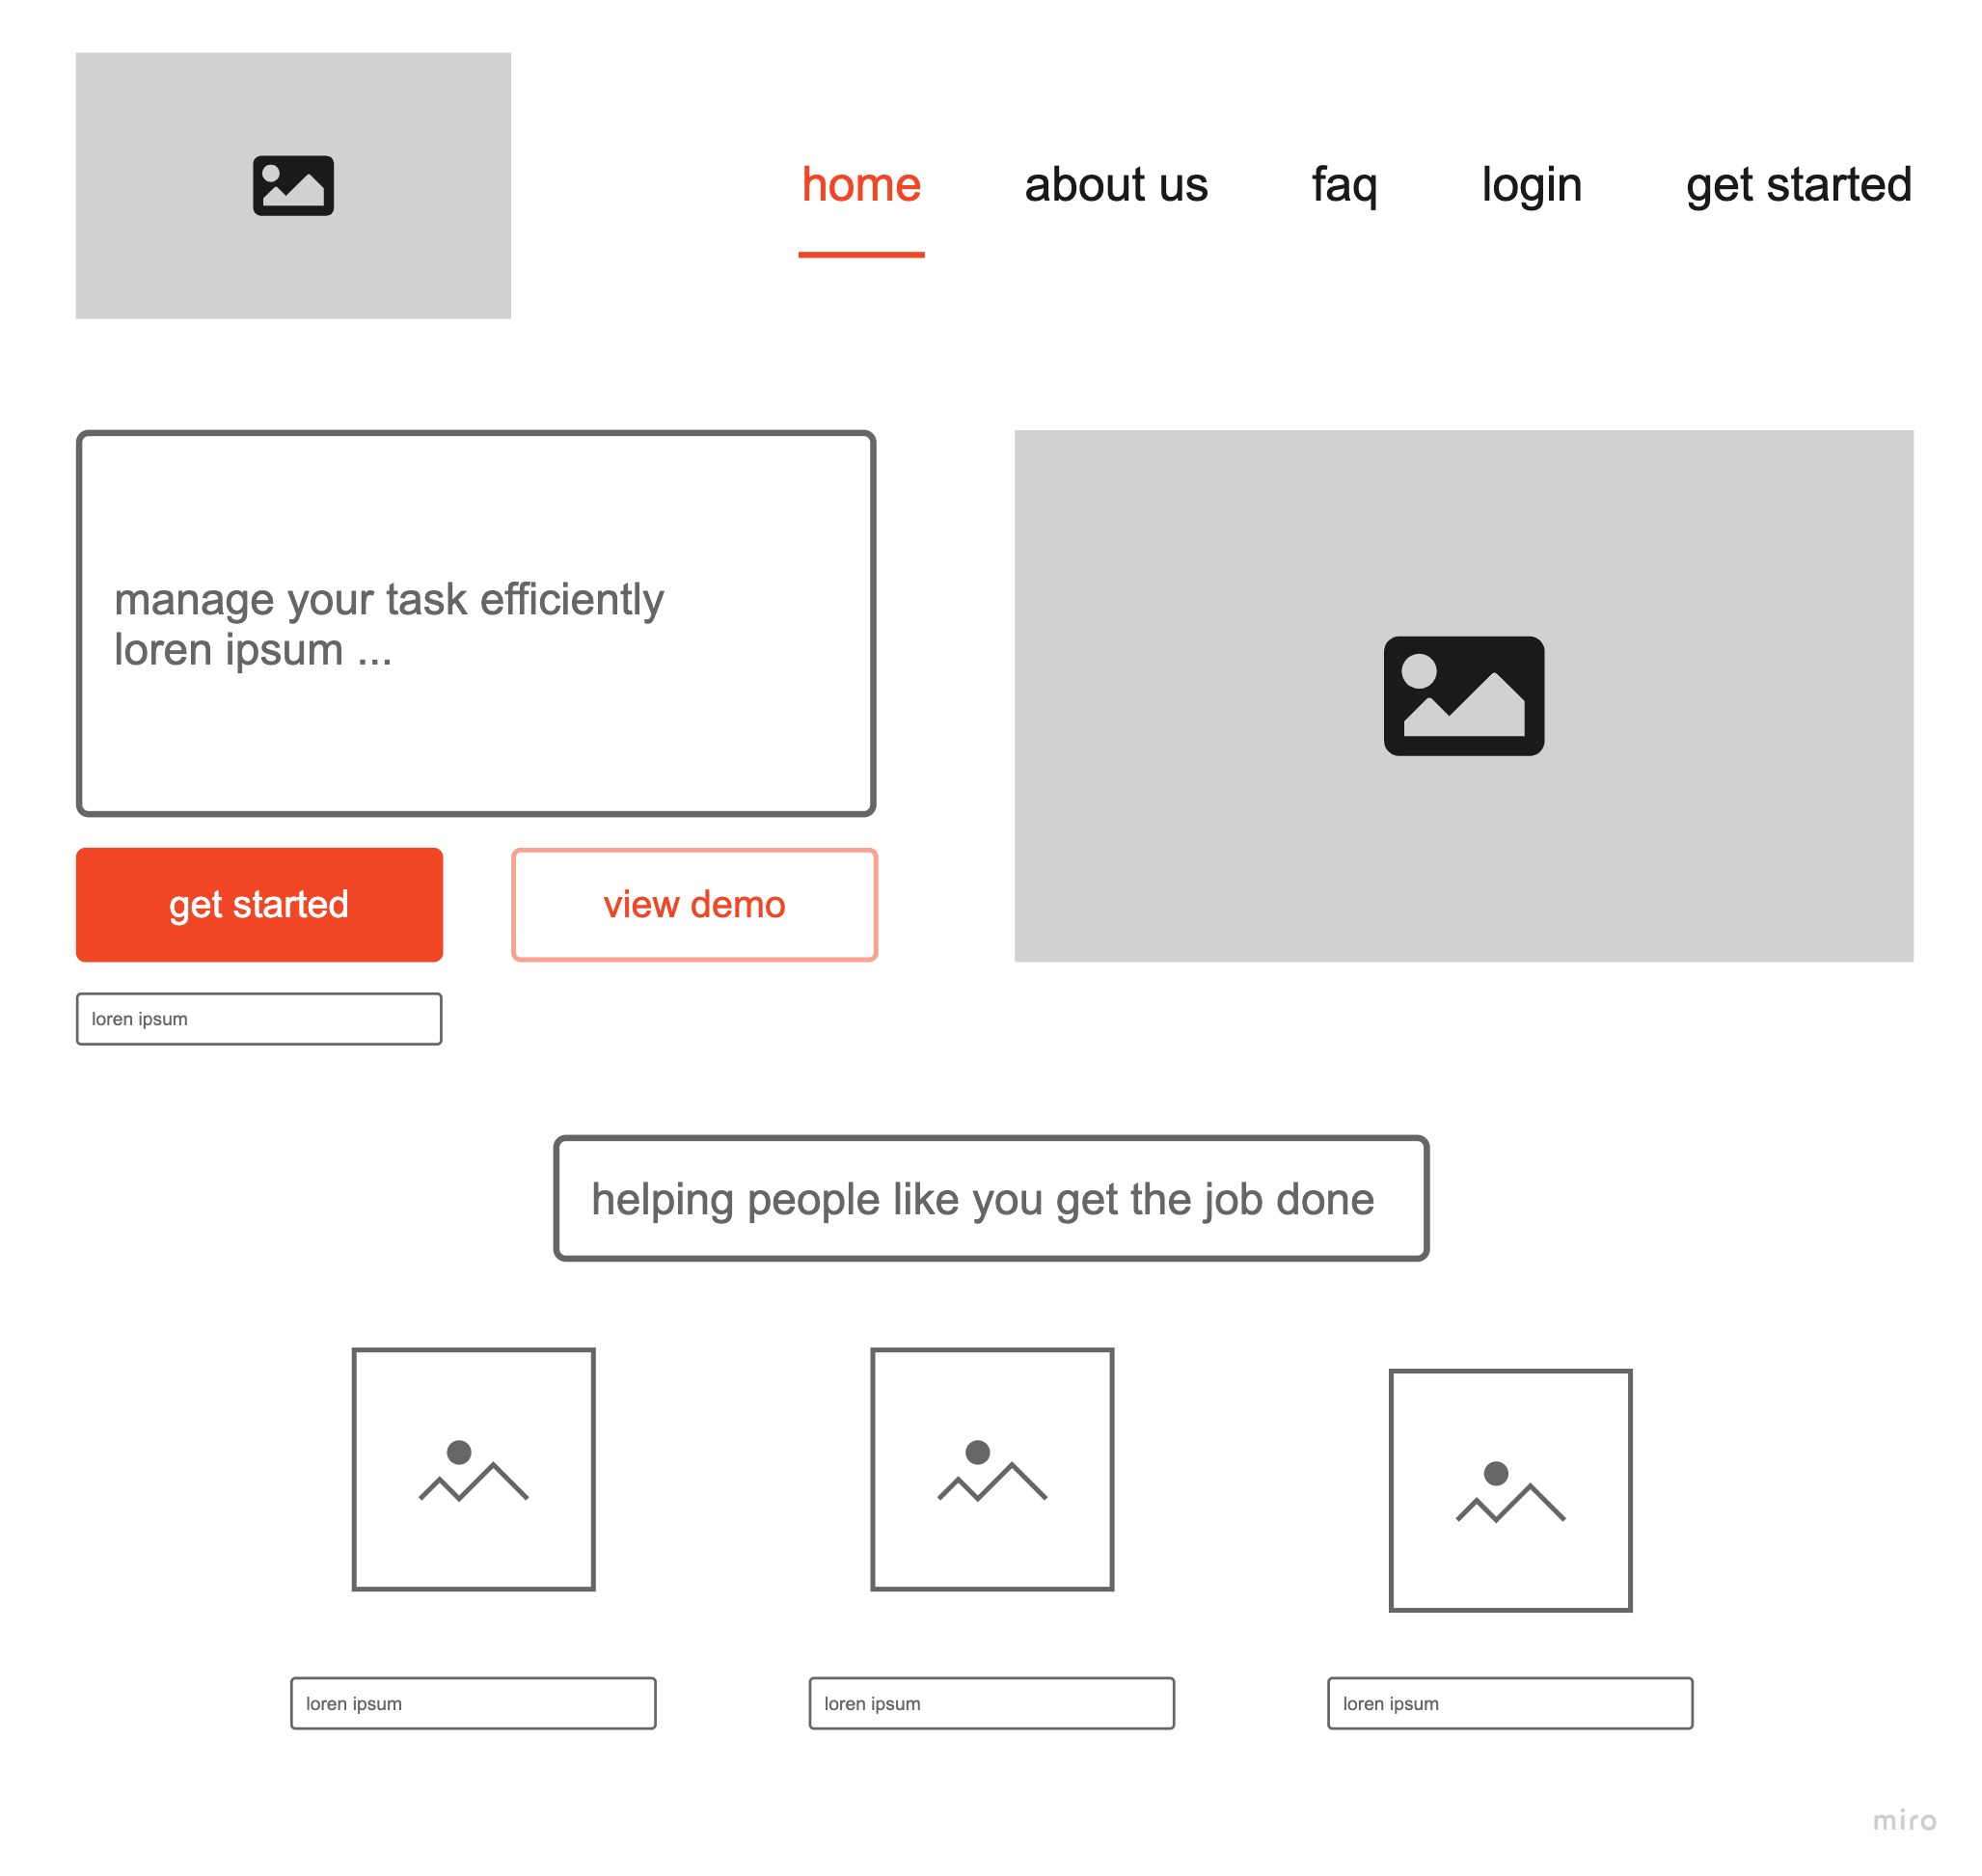 home about us faq login get started
manage your task efficiently
loren ipsum ...
get started view demo
loren ipsum
helping people like you get the job done
loren ipsum loren ipsum loren ipsum
miro